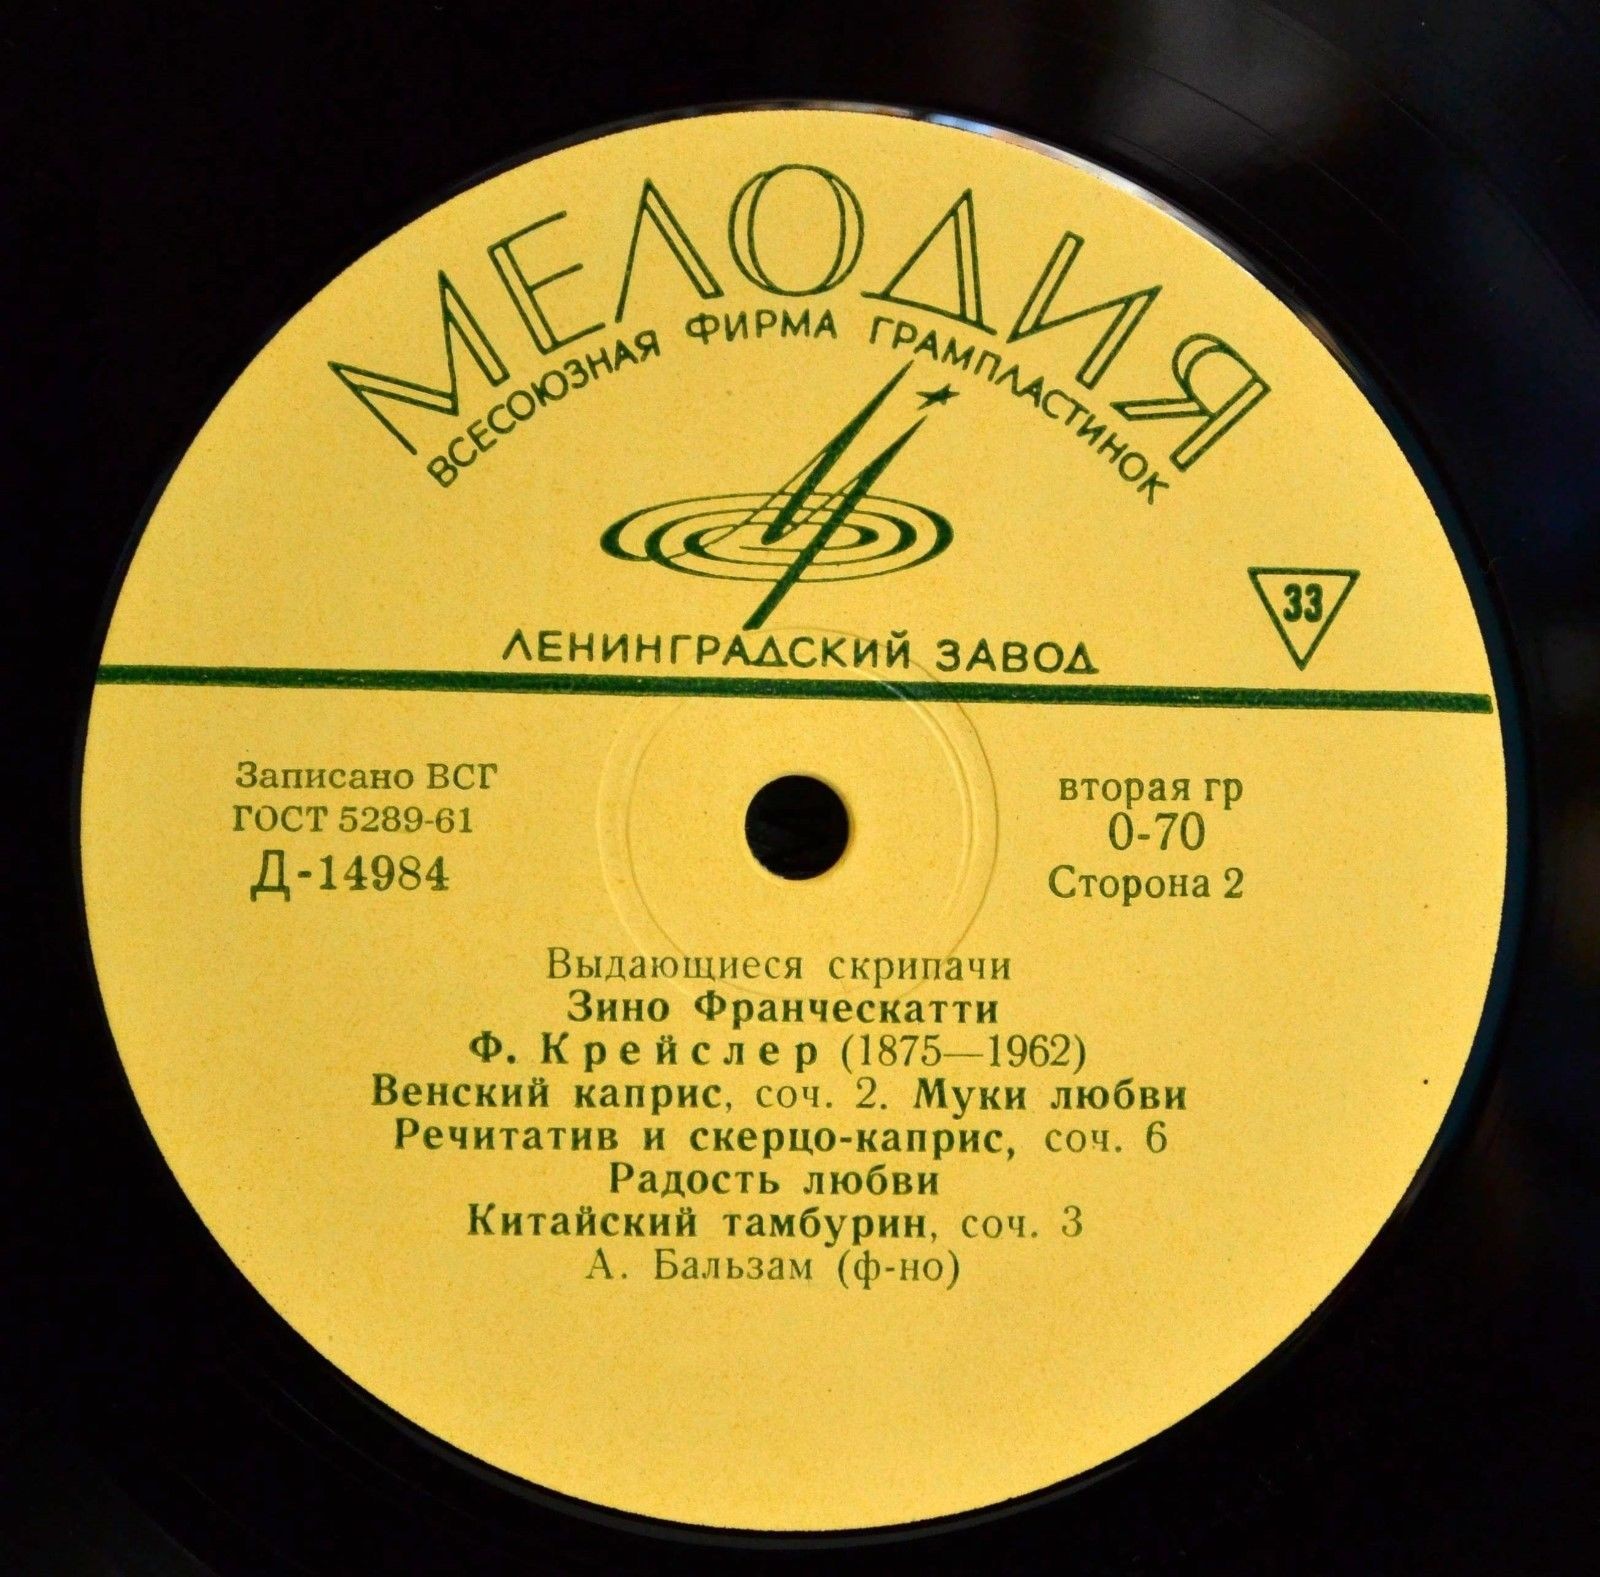 МЕЛОДИЯ
ВСЕСОЮЗНАЯ ФИРМА ГРАМПЛАСТИНОК
33
ЛЕНИНГРАДСКИЙ ЗАВОД
Записано ВСГ
ГОСТ 5289-61
Д-14984
вторая гр
0-70
Сторона 2
Выдающиеся скрипачи
Зино Франческатти
Ф. Крейслер (1875—1962)
Венский каприс, соч. 2. Муки любви
Речитатив и скерцо-каприс, соч. 6
Радость любви
Китайский тамбурин, соч. 3
А. Бальзам (ф-но)